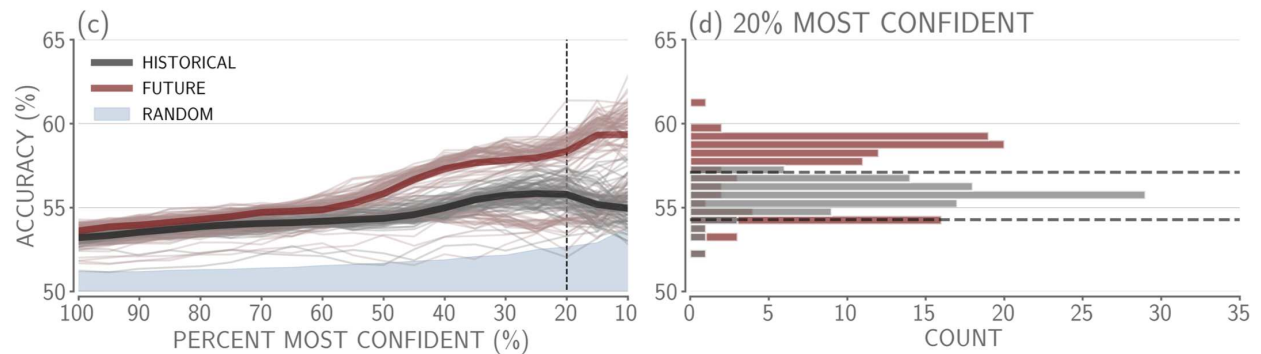 (c)
65
60
55
50
ACCURACY (%)
HISTORICAL
FUTURE
RANDOM
100 90 80 70 60 50 40 30 20 10
PERCENT MOST CONFIDENT (%)
(d) 20% MOST CONFIDENT
65
60
55
50
0 5 10 15 20 25 30 35
COUNT